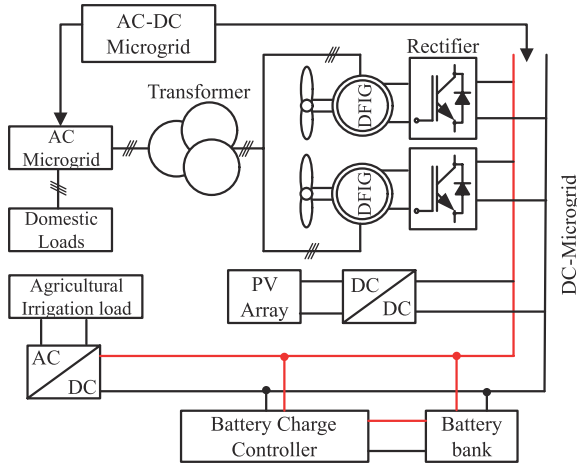 AC-DC
Microgrid
Rectifier
Transformer
DFIG
AC
Microgrid
DFIG
Domestic
Loads
DC-Microgrid
Agricultural
Irrigation load
PV
Array
DC
DC
AC
DC
Battery Charge
Controller
Battery
bank